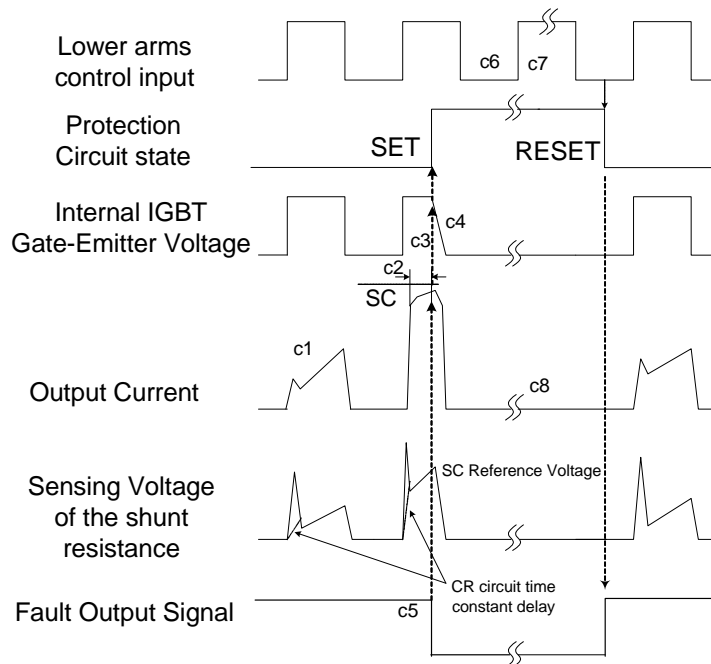 Lower arms
control input
c6
c7
Protection
Circuit state
SET
RESET
Internal IGBT
Gate-Emitter Voltage
c4
c3
c2
SC
c1
Output Current
c8
SC Reference Voltage
Sensing Voltage
of the shunt
resistance
CR circuit time
constant delay
Fault Output Signal
c5